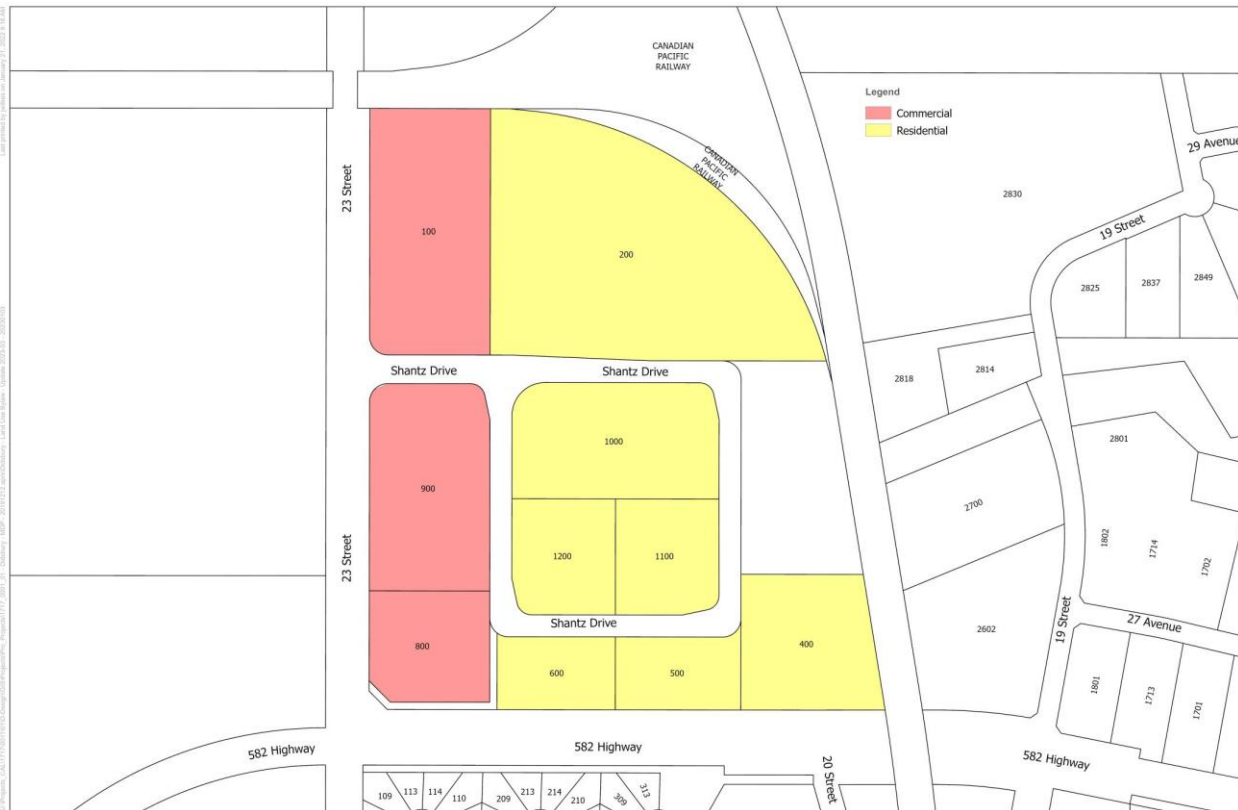 CANADIAN
PACIFIC
RAILWAY
Legend
Commercial
Residential
29 Avenue
CANADIAN
PACIFIC
RAILWAY
23 Street
2830
19 Street
100
200
2825
2837
2849
Shantz Drive
Shantz Drive
2818
2814
1000
2801
900
2700
1200
1100
1802
1714
1702
23 Street
Shantz Drive
19 Street
27 Avenue
2602
800
600
500
400
1801
1713
1701
582 Highway
582 Highway
582 Highway
20 Street
109
113
114
110
209
213
214
210
309
313